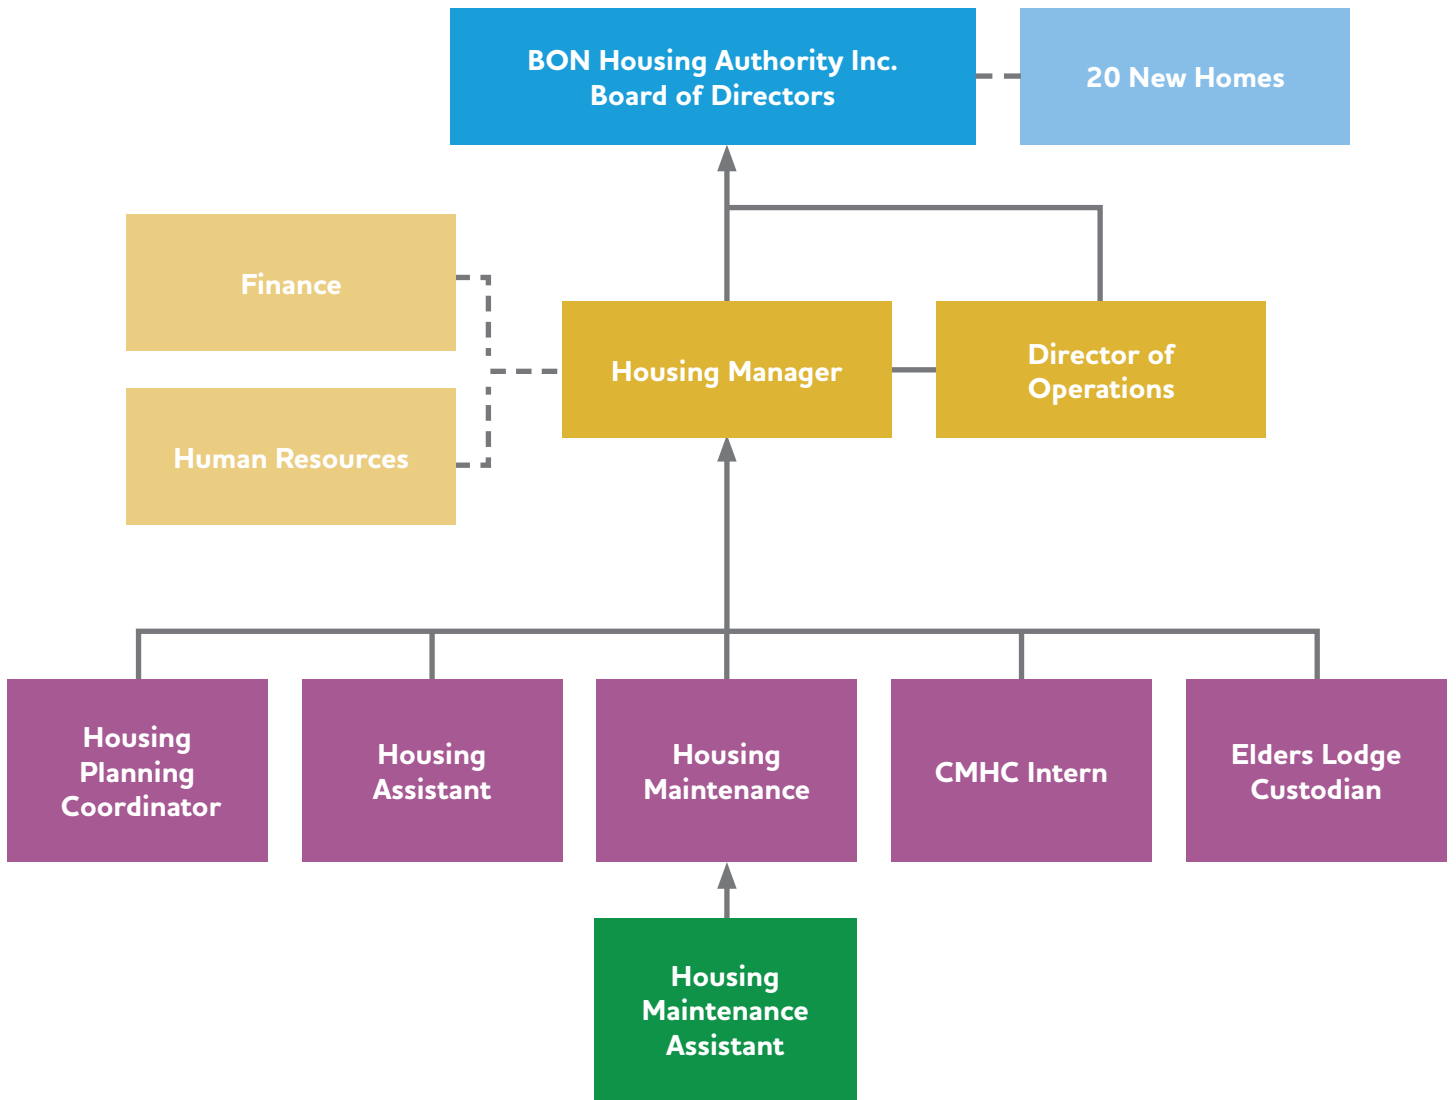 BON Housing Authority Inc.
Board of Directors
20 New Homes
Finance
Human Resources
Housing Manager
Director of
Operations
Housing
Planning
Coordinator
Housing
Assistant
Housing
Maintenance
CMHC Intern
Elders Lodge
Custodian
Housing
Maintenance
Assistant